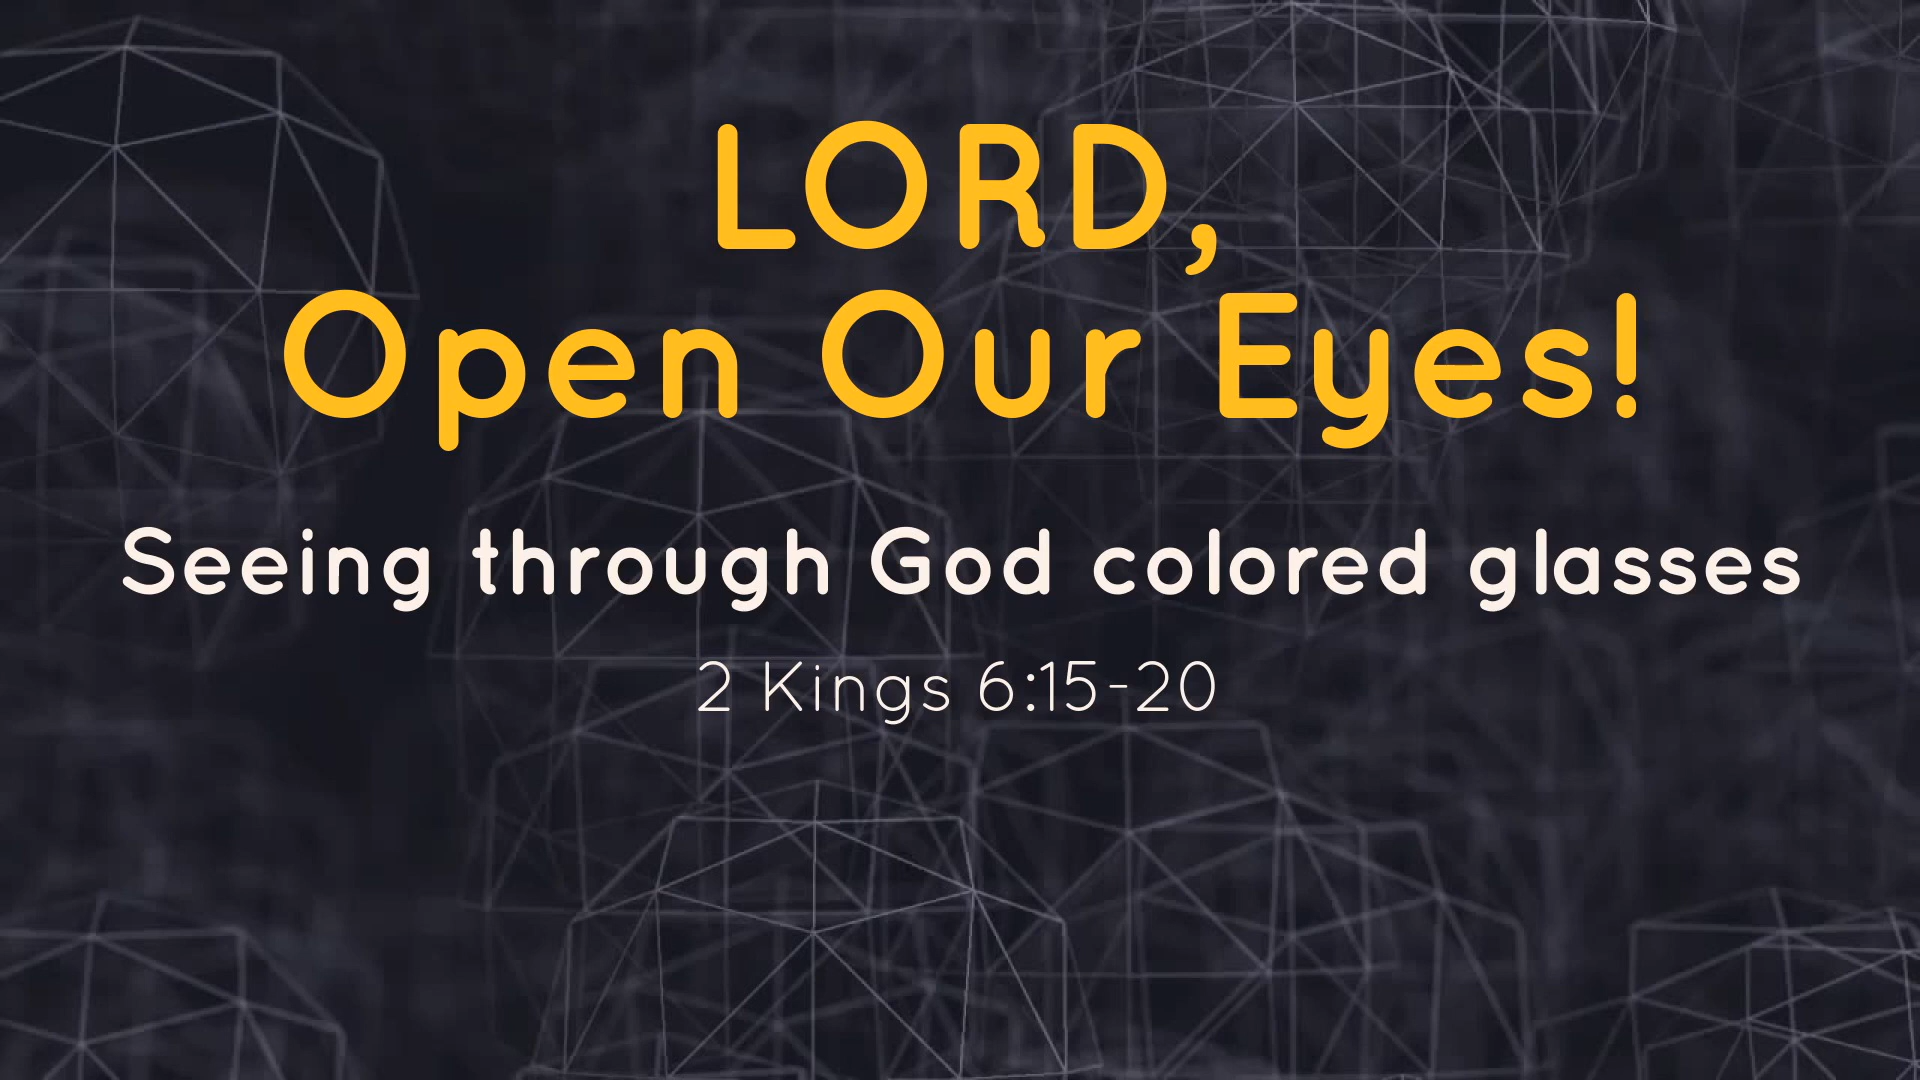 LORD,
Open Our Eyes!
Seeing through God colored glasses
2 Kings 6:15-20